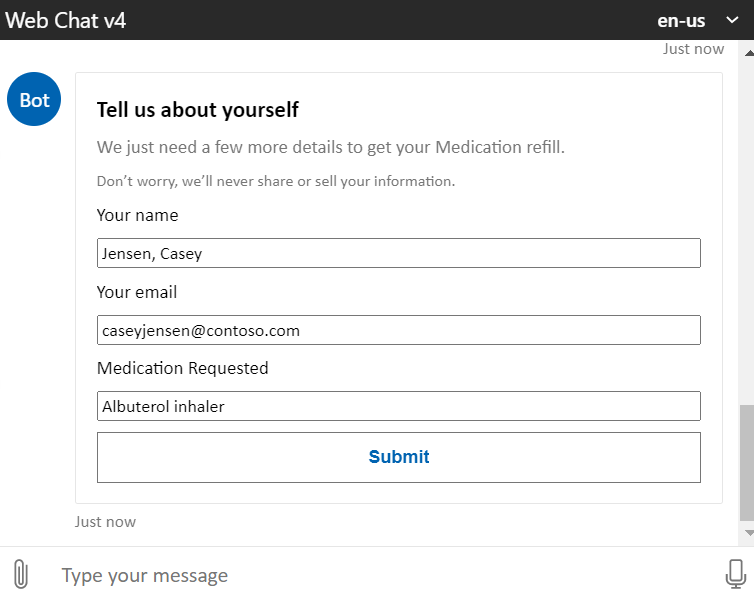 Web Chat v4
en-us
Just now
Bot
Tell us about yourself
We just need a few more details to get your Medication refill.
Don't worry, we'll never share or sell your information.
Your name
Jensen, Casey
Your email
caseyjensen@contoso.com
Medication Requested
Albuterol inhaler
Submit
Just now
Type your message